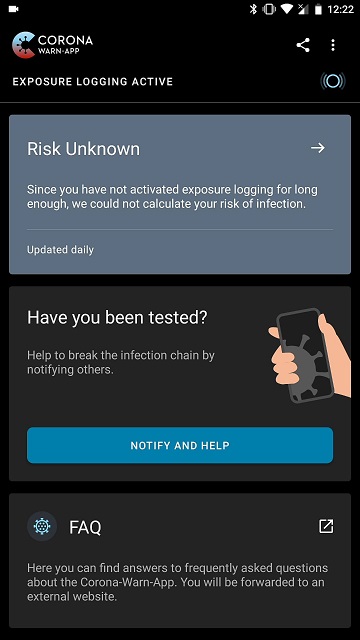 12:22
CORONA
WARN-APP
EXPOSURE LOGGING ACTIVE
Risk Unknown
Since you have not activated exposure logging for long
enough, we could not calculate your risk of infection.
Updated daily
Have you been tested?
Help to break the infection chain by
notifying others.
NOTIFY AND HELP
FAQ
Here you can find answers to frequently asked questions
about the Corona-Warn-App. You will be forwarded to an
external website.